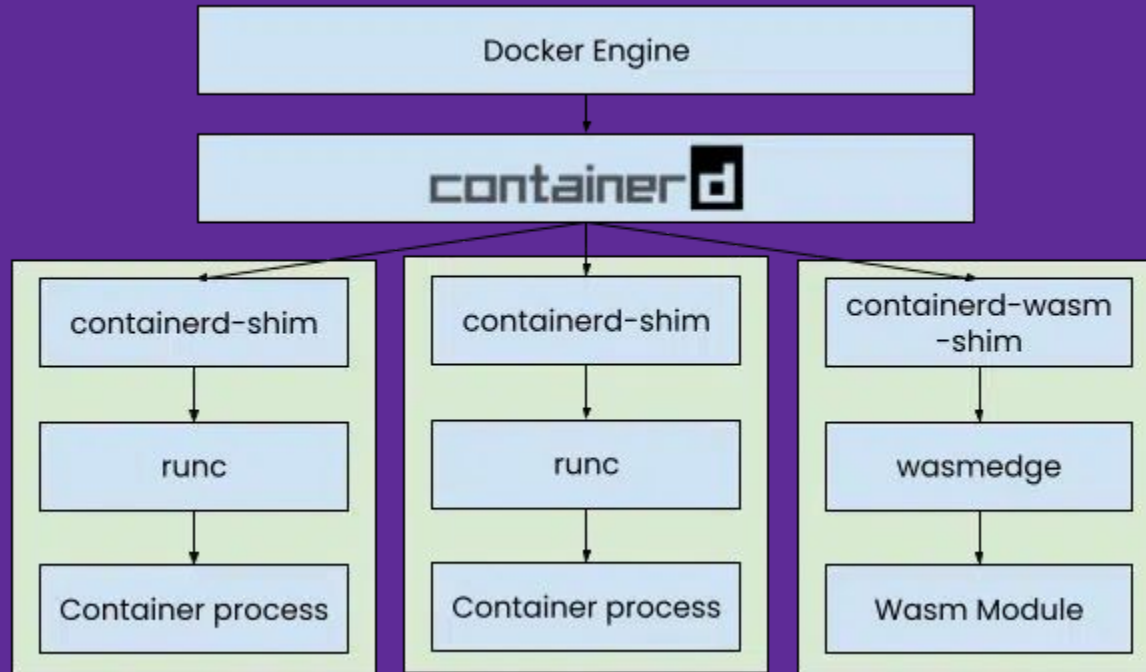 Docker Engine
containerd
containerd-shim
containerd-shim
containerd-wasm
-shim
runc
runc
wasmedge
Container process
Container process
Wasm Module